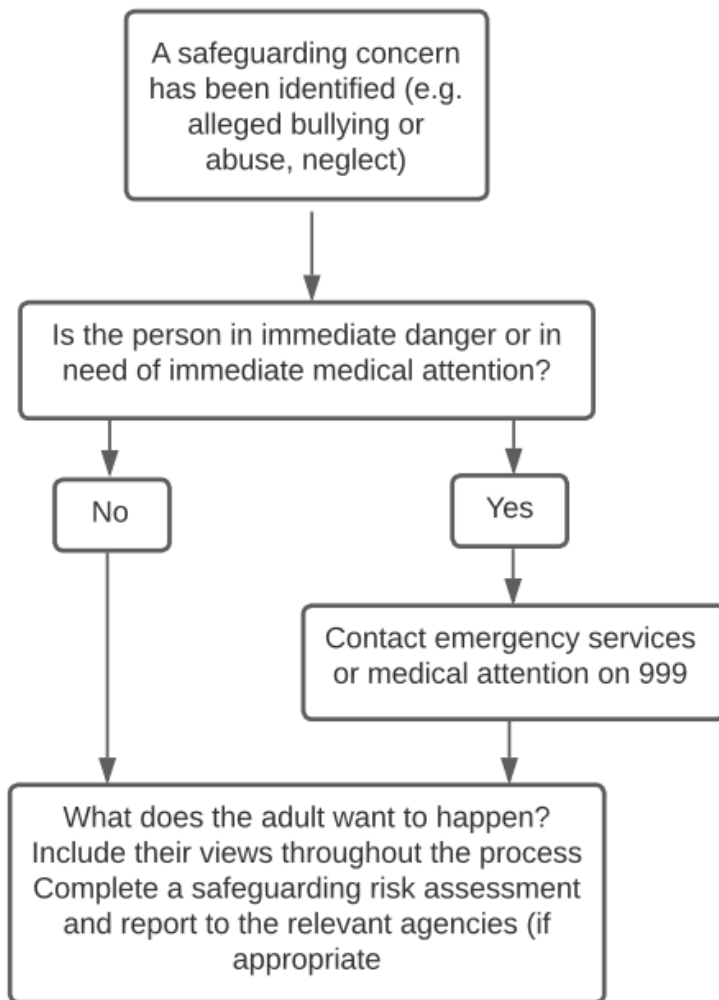 A safeguarding concern
has been identified (e.g.
alleged bullying or
abuse, neglect)
Is the person in immediate danger or in
need of immediate medical attention?
No
Yes
Contact emergency services
or medical attention on 999
What does the adult want to happen?
Include their views throughout the process
Complete a safeguarding risk assessment
and report to the relevant agencies (if
appropriate